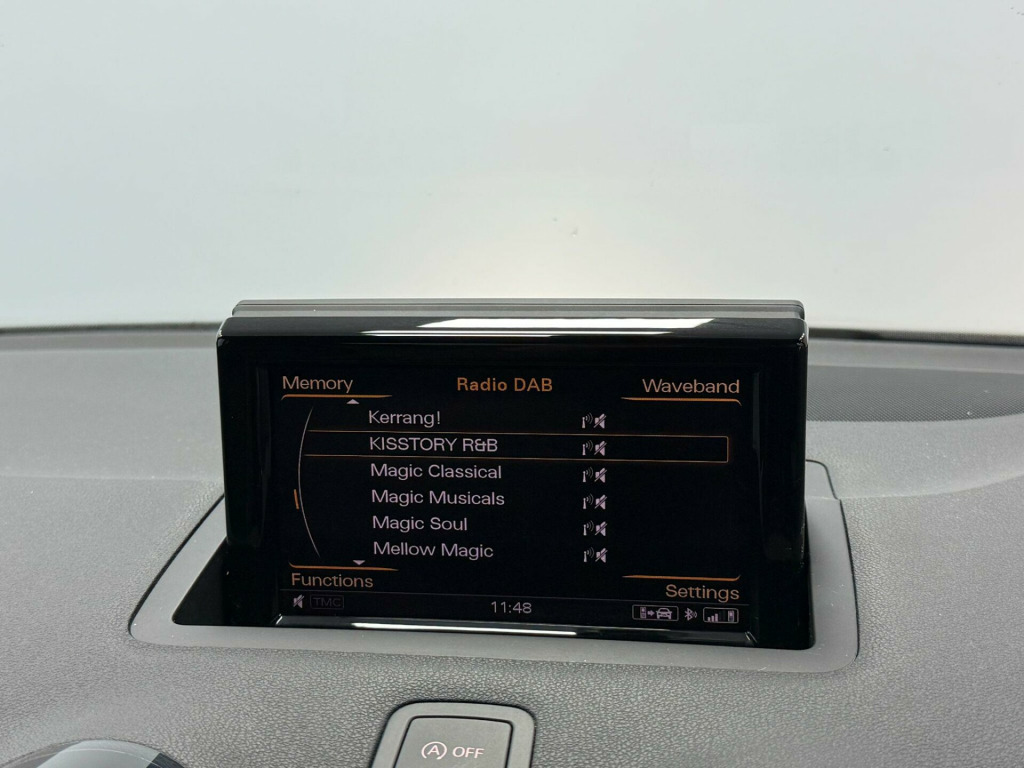 Memory Radio DAB Waveband
Kerrang!
KISSTORY R&B
Magic Classical
Magic Musicals
Magic Soul
Mellow Magic
Functions Settings
TMC 11:48
A OFF